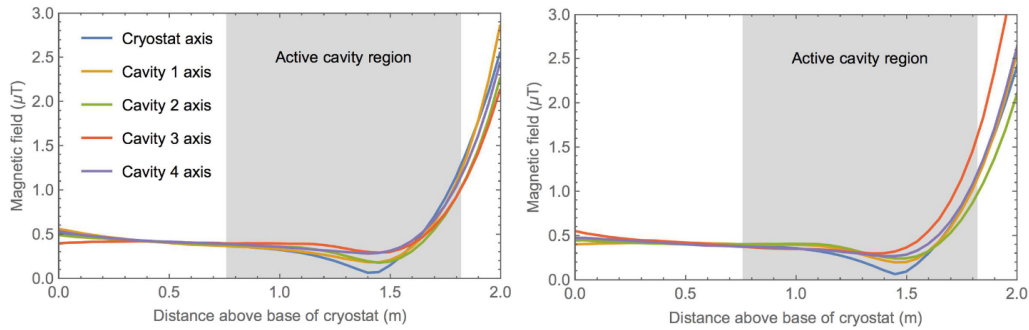 3.0
2.5
2.0
1.5
1.0
0.5
0.0
Magnetic field (μT)
Cryostat axis
Cavity 1 axis
Cavity 2 axis
Cavity 3 axis
Cavity 4 axis
Active cavity region
0.0 0.5 1.0 1.5 2.0
Distance above base of cryostat (m)
3.0
2.5
2.0
1.5
1.0
0.5
0.0
Magnetic field (μT)
Active cavity region
0.0 0.5 1.0 1.5 2.0
Distance above base of cryostat (m)